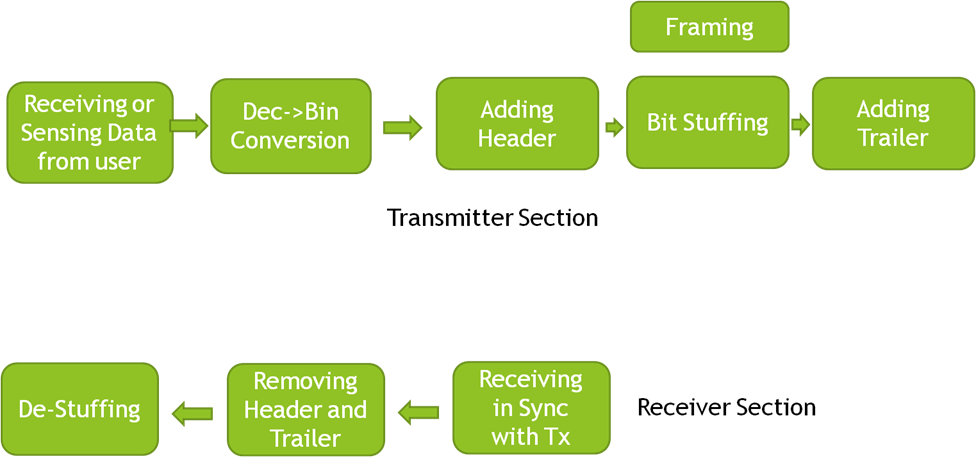 Framing
Receiving or
Sensing Data
from user
Dec->Bin
Conversion
Adding
Header
Bit Stuffing
Adding
Trailer
Transmitter Section
De-Stuffing
Removing
Header and
Trailer
Receiving
in Sync
with Tx
Receiver Section